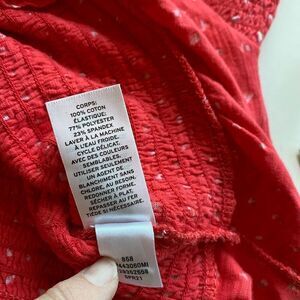 CORPS:
100% COTON
ÉLASTIQUE:
77% POLYESTER
23% SPANDEX
LAVER À LA MACHINE
À L'EAU FROIDE.
CYCLE DÉLICAT,
AVEC DES COULEURS
SEMBLABLES.
UTILISER SEULEMENT
UN AGENT DE
BLANCHIMENT SANS
CHLORE, AU BESOIN.
REDONNER FORME.
SÉCHER À PLAT.
REPASSAGE AU FER
TIÈDE SI NÉCESSAIRE.
858
SPR21